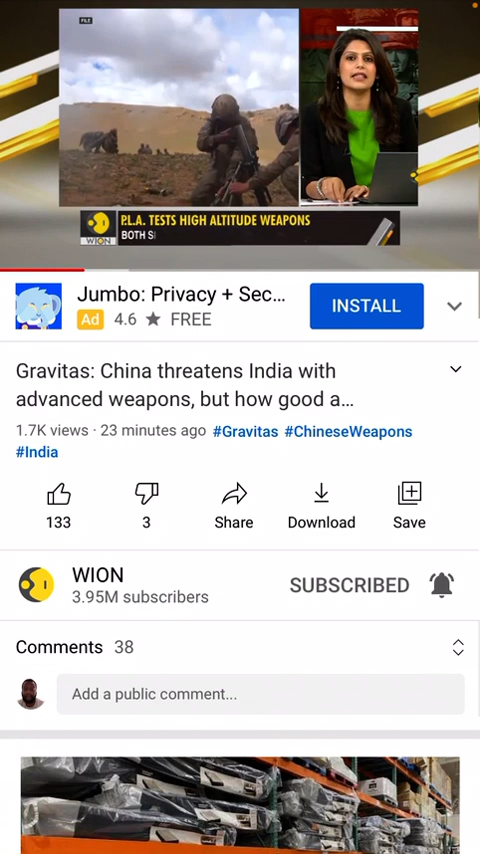 FILE
P.L.A. TESTS HIGH ALTITUDE WEAPONS
WION
BOTH SI
Jumbo: Privacy + Sec...
INSTALL
Ad 4.6 ★ FREE
Gravitas: China threatens India with
advanced weapons, but how good a...
1.7K views · 23 minutes ago #Gravitas #ChineseWeapons
#India
133
3
Share
Download
Save
WION
3.95M subscribers
SUBSCRIBED
Comments 38
Add a public comment...